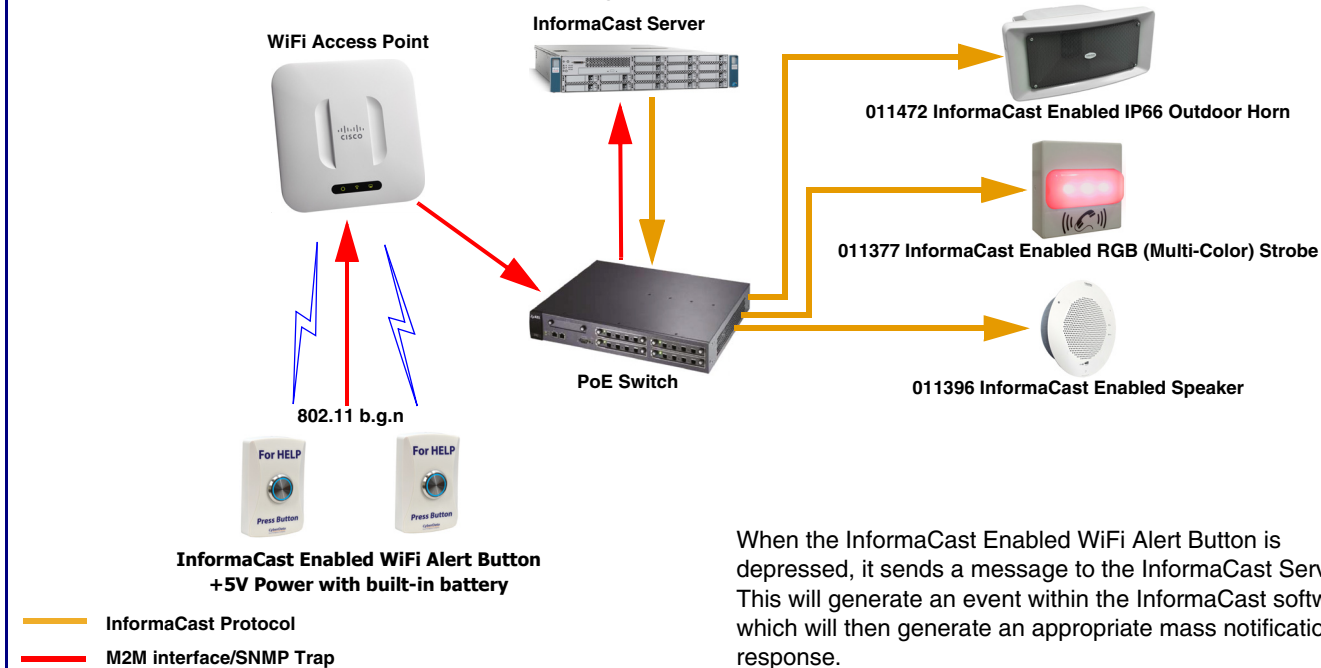 InformaCast Server
WiFi Access Point
cisco
011472 InformaCast Enabled IP66 Outdoor Horn
011377 InformaCast Enabled RGB (Multi-Color) Strobe
PoE Switch
011396 InformaCast Enabled Speaker
802.11 b.g.n
For HELP
Press Button
CyberData
For HELP
Press Button
CyberData
InformaCast Enabled WiFi Alert Button
+5V Power with built-in battery
InformaCast Protocol
M2M interface/SNMP Trap
When the InformaCast Enabled WiFi Alert Button is
depressed, it sends a message to the InformaCast Serv
This will generate an event within the InformaCast softw
which will then generate an appropriate mass notificatio
response.